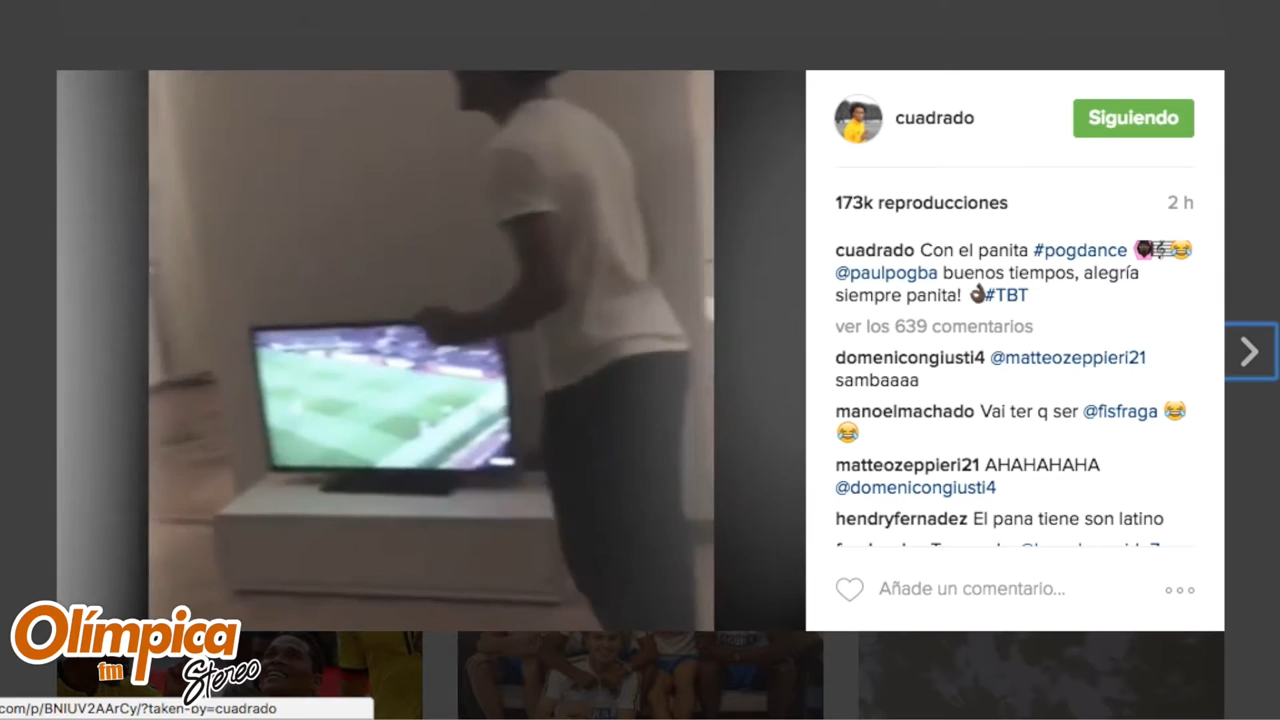 cuadrado
Siguiendo
173k reproducciones
2 h
cuadrado Con el panita #pogdance
@paulpogba buenos tiempos, alegría
siempre panita! 👌🏿#TBT
ver los 639 comentarios
domenicongiusti4 @matteozeppieri21
sambaaaa
manoelmachado Vai ter q ser @fisfraga 😂
😂
matteozeppieri21 AHAHAHAHA
@domenicongiusti4
hendryfernadez El pana tiene son latino
Añade un comentario...
Olímpica
fm
Stereo
com/p/BNIUV2AArCy/?taken-by=cuadrado